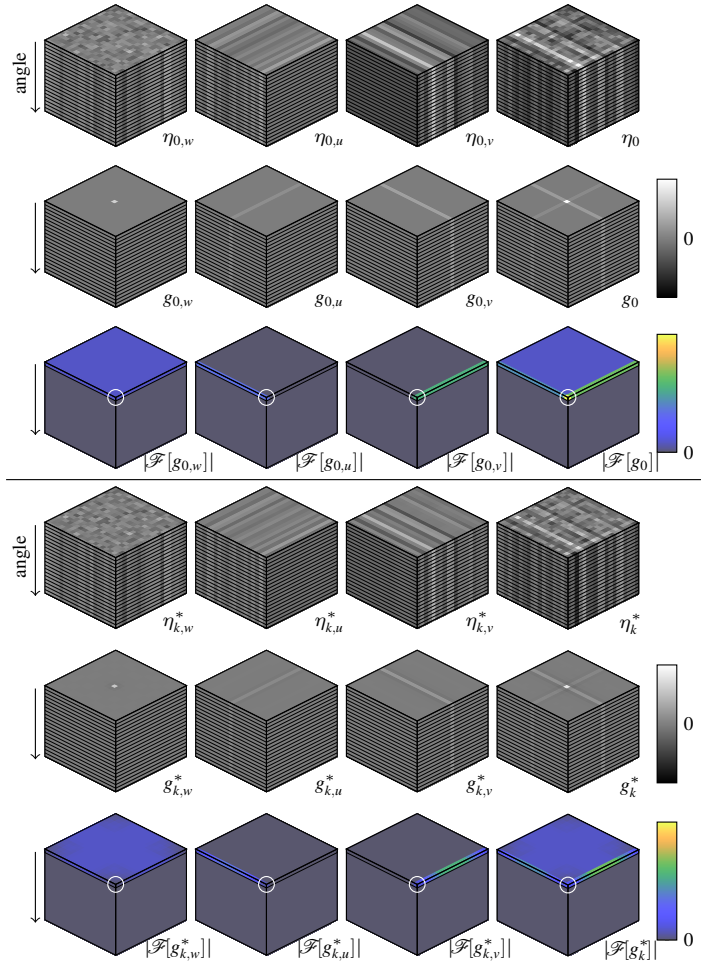 angle
η₀,w η₀,u η₀,v η₀
g₀,w g₀,u g₀,v g₀
0
|ℱ[g₀,w]| |ℱ[g₀,u]| |ℱ[g₀,v]| |ℱ[g₀]|
0
angle
η*ₖ,w η*ₖ,u η*ₖ,v η*ₖ
g*ₖ,w g*ₖ,u g*ₖ,v g*ₖ
0
|ℱ[g*ₖ,w]| |ℱ[g*ₖ,u]| |ℱ[g*ₖ,v]| |ℱ[g*ₖ]|
0